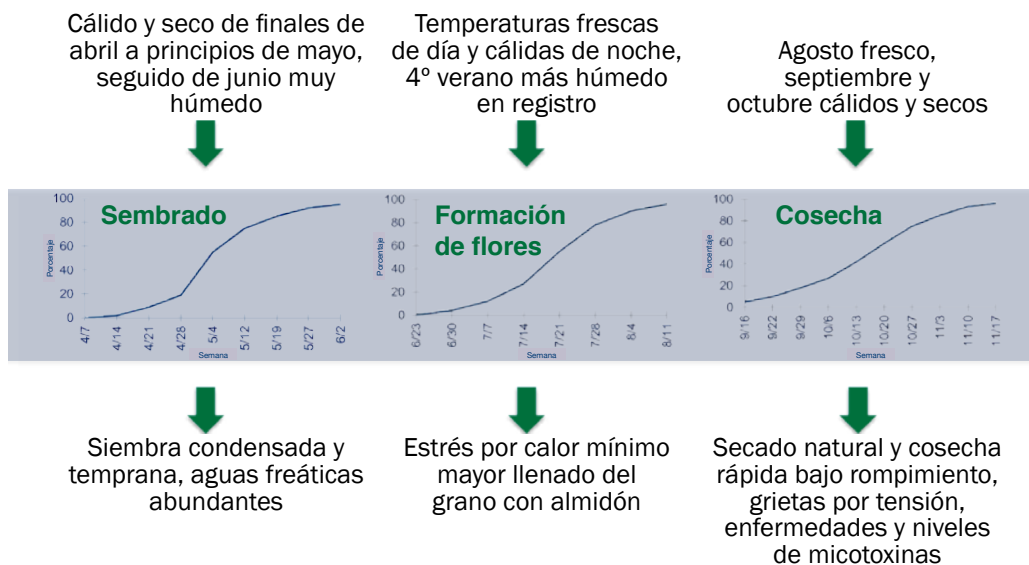 Cálido y seco de finales de
abril a principios de mayo,
seguido de junio muy
húmedo
Temperaturas frescas
de día y cálidas de noche,
4º verano más húmedo
en registro
Agosto fresco,
septiembre y
octubre cálidos y secos
Sembrado
Porcentaje
100
80
60
40
20
0
4/7
4/14
4/21
4/28
5/4
5/12
5/19
5/27
6/2
Semana
Formación
de flores
Porcentaje
100
80
60
40
20
0
6/23
6/30
7/7
7/14
7/21
7/28
8/4
8/11
Semana
Cosecha
Porcentaje
100
80
60
40
20
0
9/16
9/22
9/29
10/6
10/13
10/20
10/27
11/3
11/10
11/17
Semana
Siembra condensada y
temprana, aguas freáticas
abundantes
Estrés por calor mínimo
mayor llenado del
grano con almidón
Secado natural y cosecha
rápida bajo rompimiento,
grietas por tensión,
enfermedades y niveles
de micotoxinas